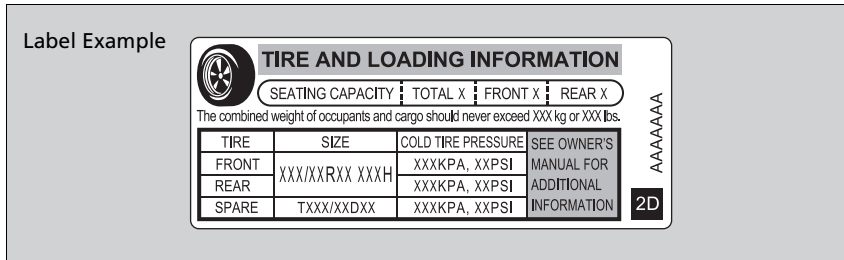 Label Example
TIRE AND LOADING INFORMATION
SEATING CAPACITY TOTAL X FRONT X REAR X
The combined weight of occupants and cargo should never exceed XXX kg or XXX lbs.
TIRE SIZE COLD TIRE PRESSURE SEE OWNER'S
FRONT XXX/XXRXX XXXH XXXKPA, XXPSI MANUAL FOR
REAR XXXKPA, XXPSI ADDITIONAL
SPARE TXXX/XXDXX XXXKPA, XXPSI INFORMATION
AAAAAAA
2D